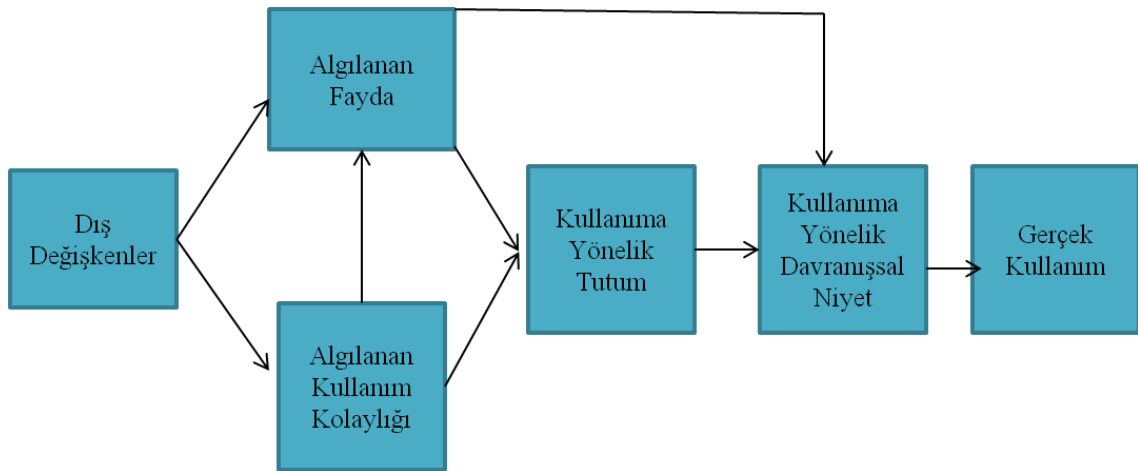 Algılanan
Fayda
Dış
Değişkenler
Kullanıma
Yönelik
Tutum
Kullanıma
Yönelik
Davranışsal
Niyet
Gerçek
Kullanım
Algılanan
Kullanım
Kolaylığı